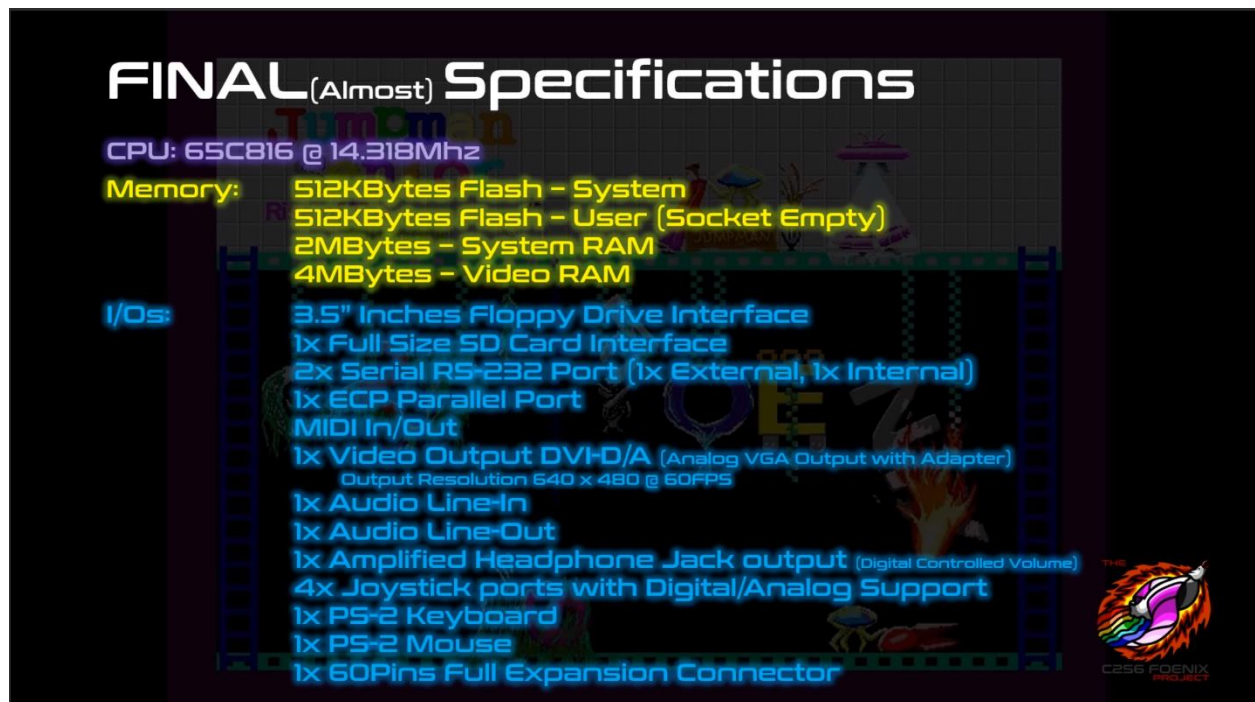 FINAL (Almost) Specifications
CPU: 65C816 @ 14.318Mhz
Memory: 512KBytes Flash – System
512KBytes Flash – User (Socket Empty)
2MBytes – System RAM
4MBytes – Video RAM
I/Os: 3.5" Inches Floppy Drive Interface
1x Full Size SD Card Interface
2x Serial RS-232 Port (1x External, 1x Internal)
1x ECP Parallel Port
MIDI In/Out
1x Video Output DVI-D/A (Analog VGA Output with Adapter)
Output Resolution 640 x 480 @ 60FPS
1x Audio Line-In
1x Audio Line-Out
1x Amplified Headphone Jack output (Digital Controlled Volume)
4x Joystick ports with Digital/Analog Support
1x PS-2 Keyboard
1x PS-2 Mouse
1x 60Pins Full Expansion Connector
THE
C256 FOENIX
PROJECT
Jumpman
JUMPMAN